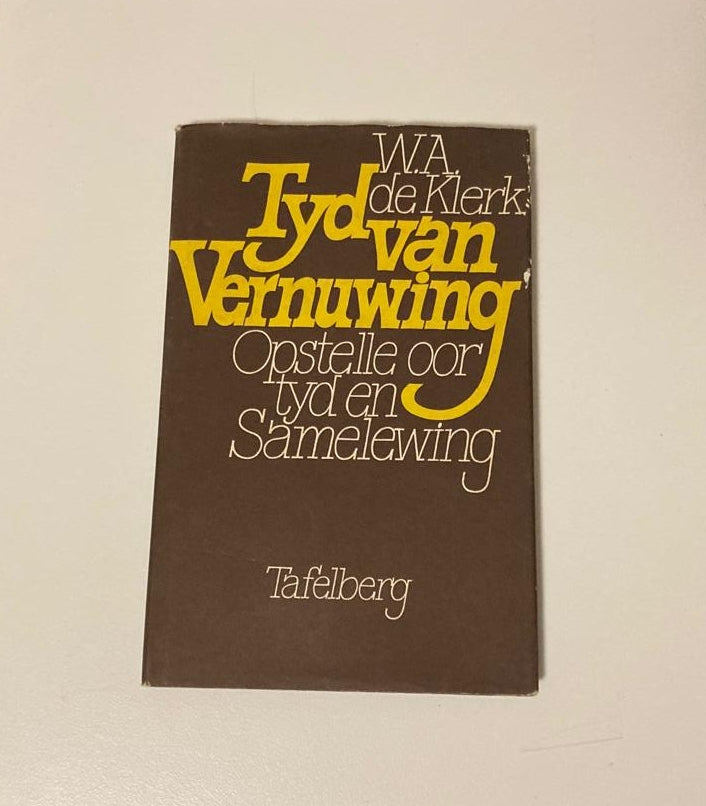 W.A.
de Klerk
Tyd
van
Vernuwing
Opstelle oor
tyd en
Samelewing
Tafelberg